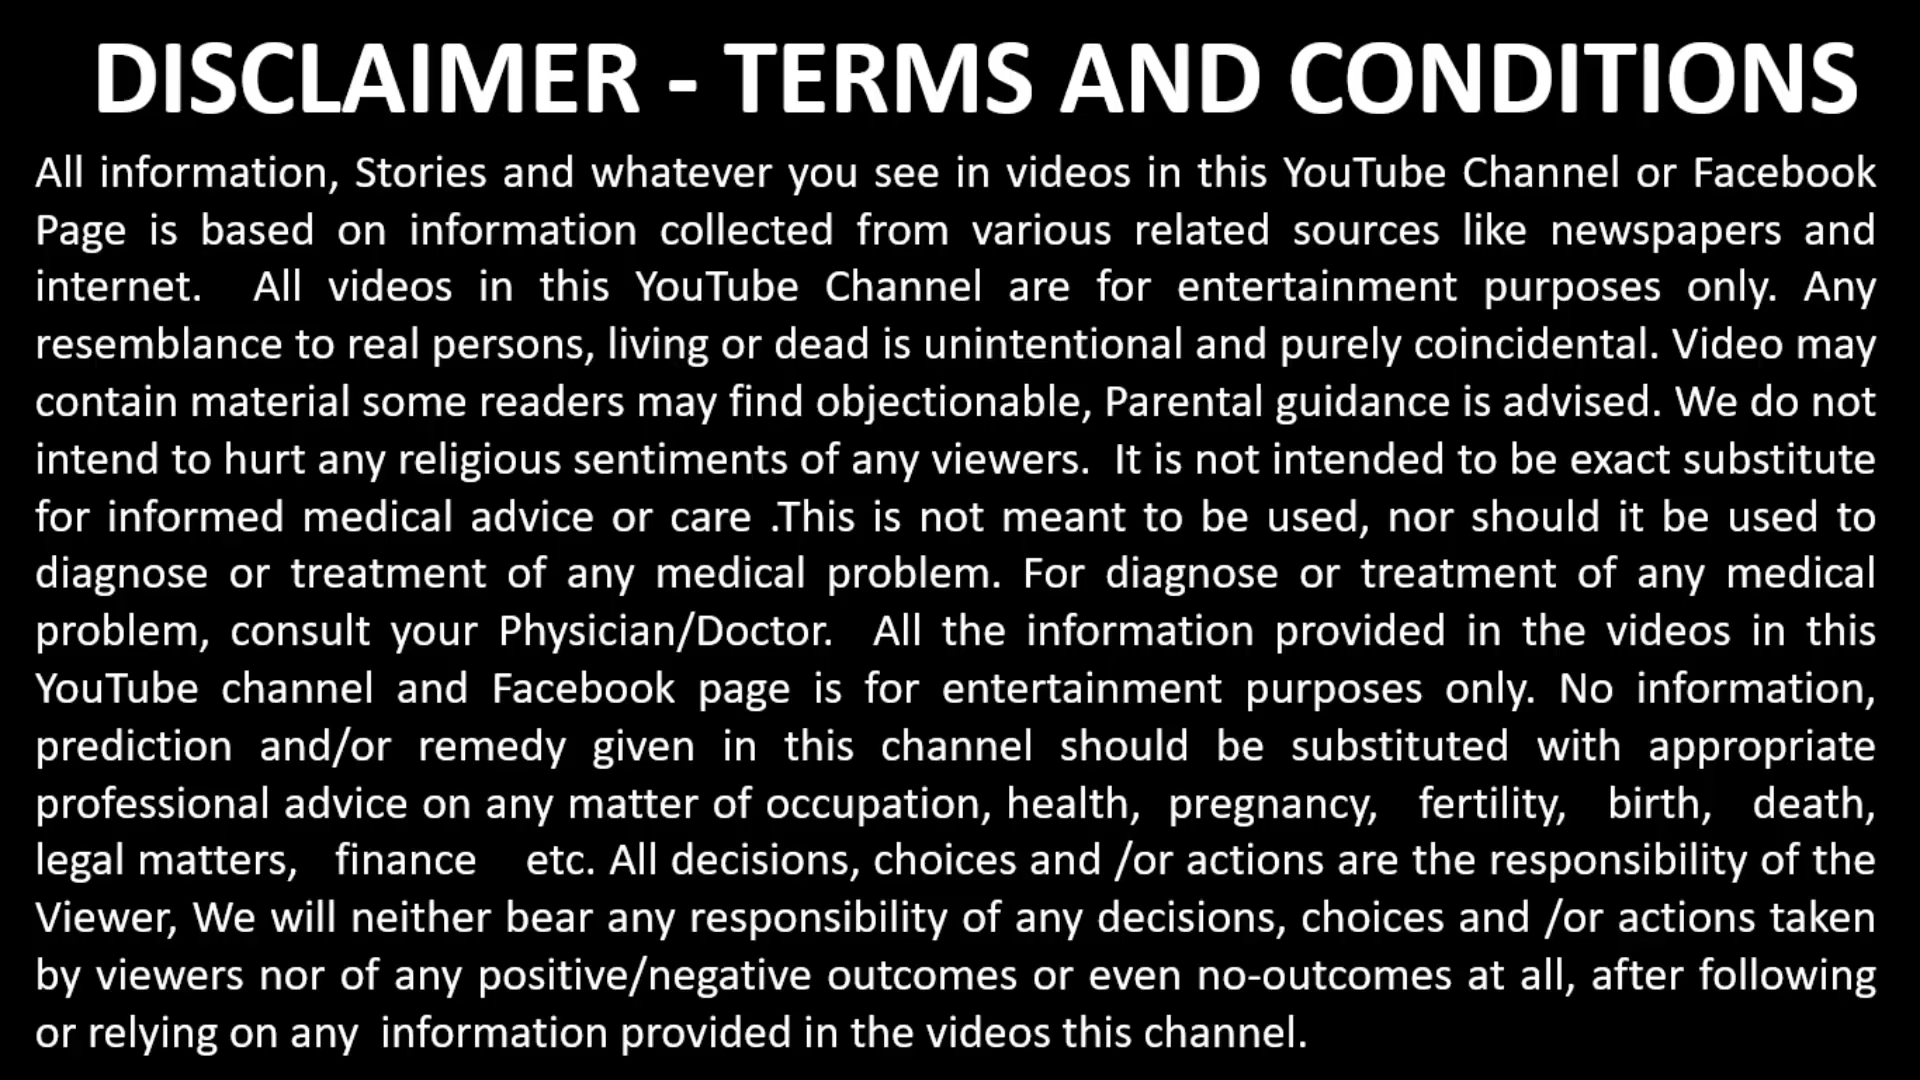 DISCLAIMER - TERMS AND CONDITIONS
All information, Stories and whatever you see in videos in this YouTube Channel or Facebook
Page is based on information collected from various related sources like newspapers and
internet. All videos in this YouTube Channel are for entertainment purposes only. Any
resemblance to real persons, living or dead is unintentional and purely coincidental. Video may
contain material some readers may find objectionable, Parental guidance is advised. We do not
intend to hurt any religious sentiments of any viewers. It is not intended to be exact substitute
for informed medical advice or care .This is not meant to be used, nor should it be used to
diagnose or treatment of any medical problem. For diagnose or treatment of any medical
problem, consult your Physician/Doctor. All the information provided in the videos in this
YouTube channel and Facebook page is for entertainment purposes only. No information,
prediction and/or remedy given in this channel should be substituted with appropriate
professional advice on any matter of occupation, health, pregnancy, fertility, birth, death,
legal matters, finance etc. All decisions, choices and /or actions are the responsibility of the
Viewer, We will neither bear any responsibility of any decisions, choices and /or actions taken
by viewers nor of any positive/negative outcomes or even no-outcomes at all, after following
or relying on any information provided in the videos this channel.